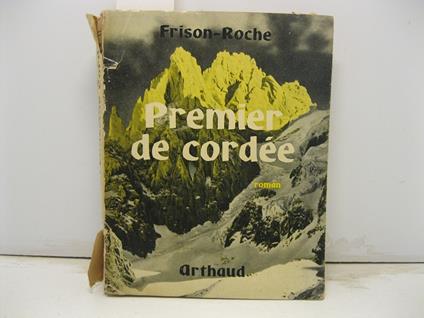 Frison-Roche
Premier
de cordée
roman
arthaud